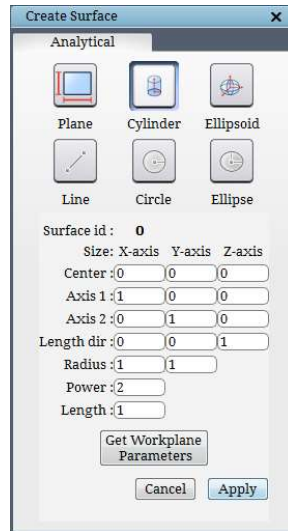 Create Surface x
Analytical
Plane Cylinder Ellipsoid
Line Circle Ellipse
Surface id : 0
Size: X-axis Y-axis Z-axis
Center : 0 0 0
Axis 1 : 1 0 0
Axis 2 : 0 1 0
Length dir : 0 0 1
Radius : 1 1
Power : 2
Length : 1
Get Workplane
Parameters
Cancel Apply